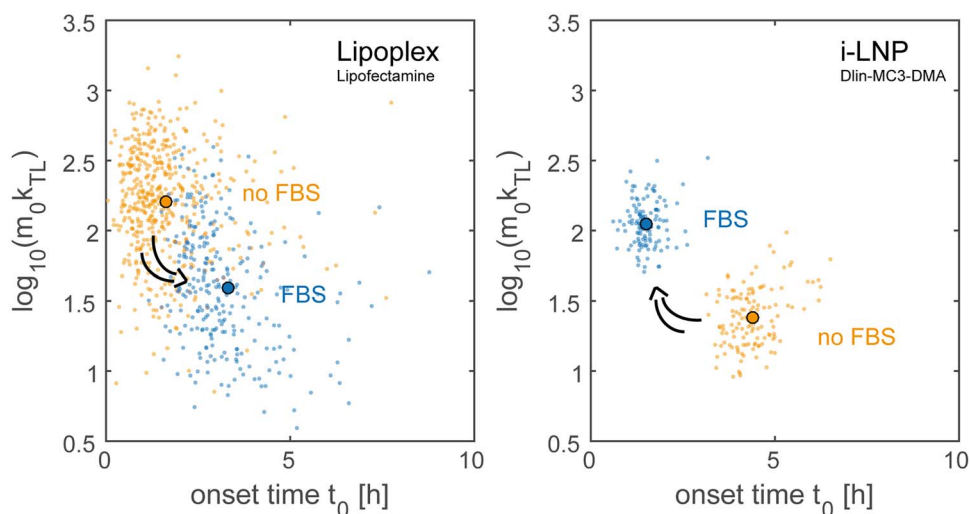 Lipoplex
Lipofectamine
no FBS
FBS
log10(m0kTL)
3.5
3
2.5
2
1.5
1
0.5
0
5
10
onset time t0 [h]
i-LNP
Dlin-MC3-DMA
FBS
no FBS
log10(m0kTL)
3.5
3
2.5
2
1.5
1
0.5
0
5
10
onset time t0 [h]